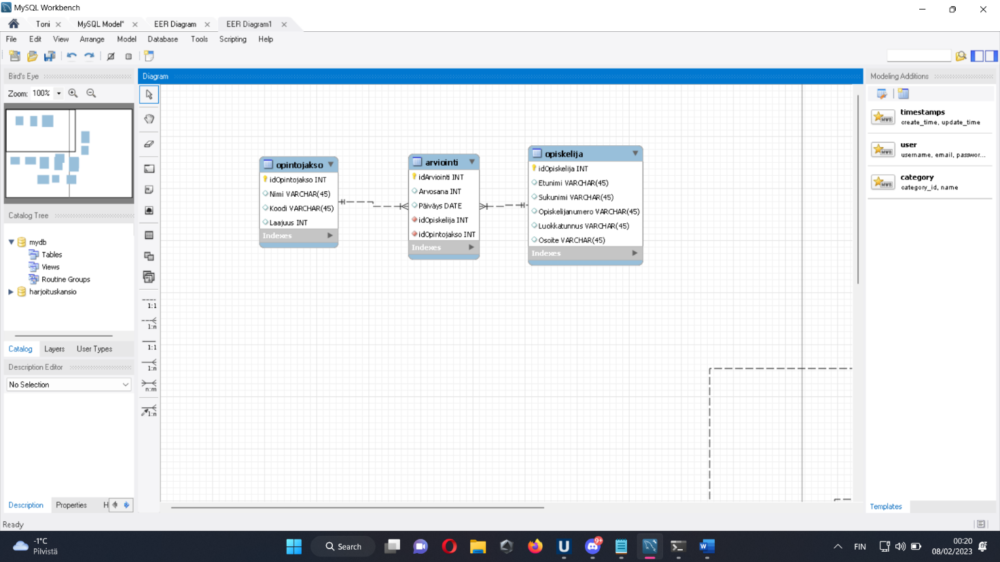 MySQL Workbench
Toni
MySQL Model*
EER Diagram
EER Diagram1
File Edit View Arrange Model Database Tools Scripting Help
Bird's Eye
Zoom: 100%
Catalog Tree
mydb
Tables
Views
Routine Groups
harjoituskansio
Catalog Layers User Types
Description Editor
No Selection
Description Properties H
Ready
Diagram
1:1
1:n
1:1
1:n
n:m
1:n
opintojakso
idOpintojakso INT
Nimi VARCHAR(45)
Koodi VARCHAR(45)
Laajuus INT
Indexes
arviointi
idArviointi INT
Arvosana INT
Päiväys DATE
idOpiskelija INT
idOpintojakso INT
Indexes
opiskelija
idOpiskelija INT
Etunimi VARCHAR(45)
Sukunimi VARCHAR(45)
Opiskelijanumero VARCHAR(45)
Luokkatunnus VARCHAR(45)
Osoite VARCHAR(45)
Indexes
Modeling Additions
timestamps
create_time, update_time
user
username, email, passwor...
category
category_id, name
Templates
-1°C
Pilvistä
Search
9+
FIN
00:20
08/02/2023